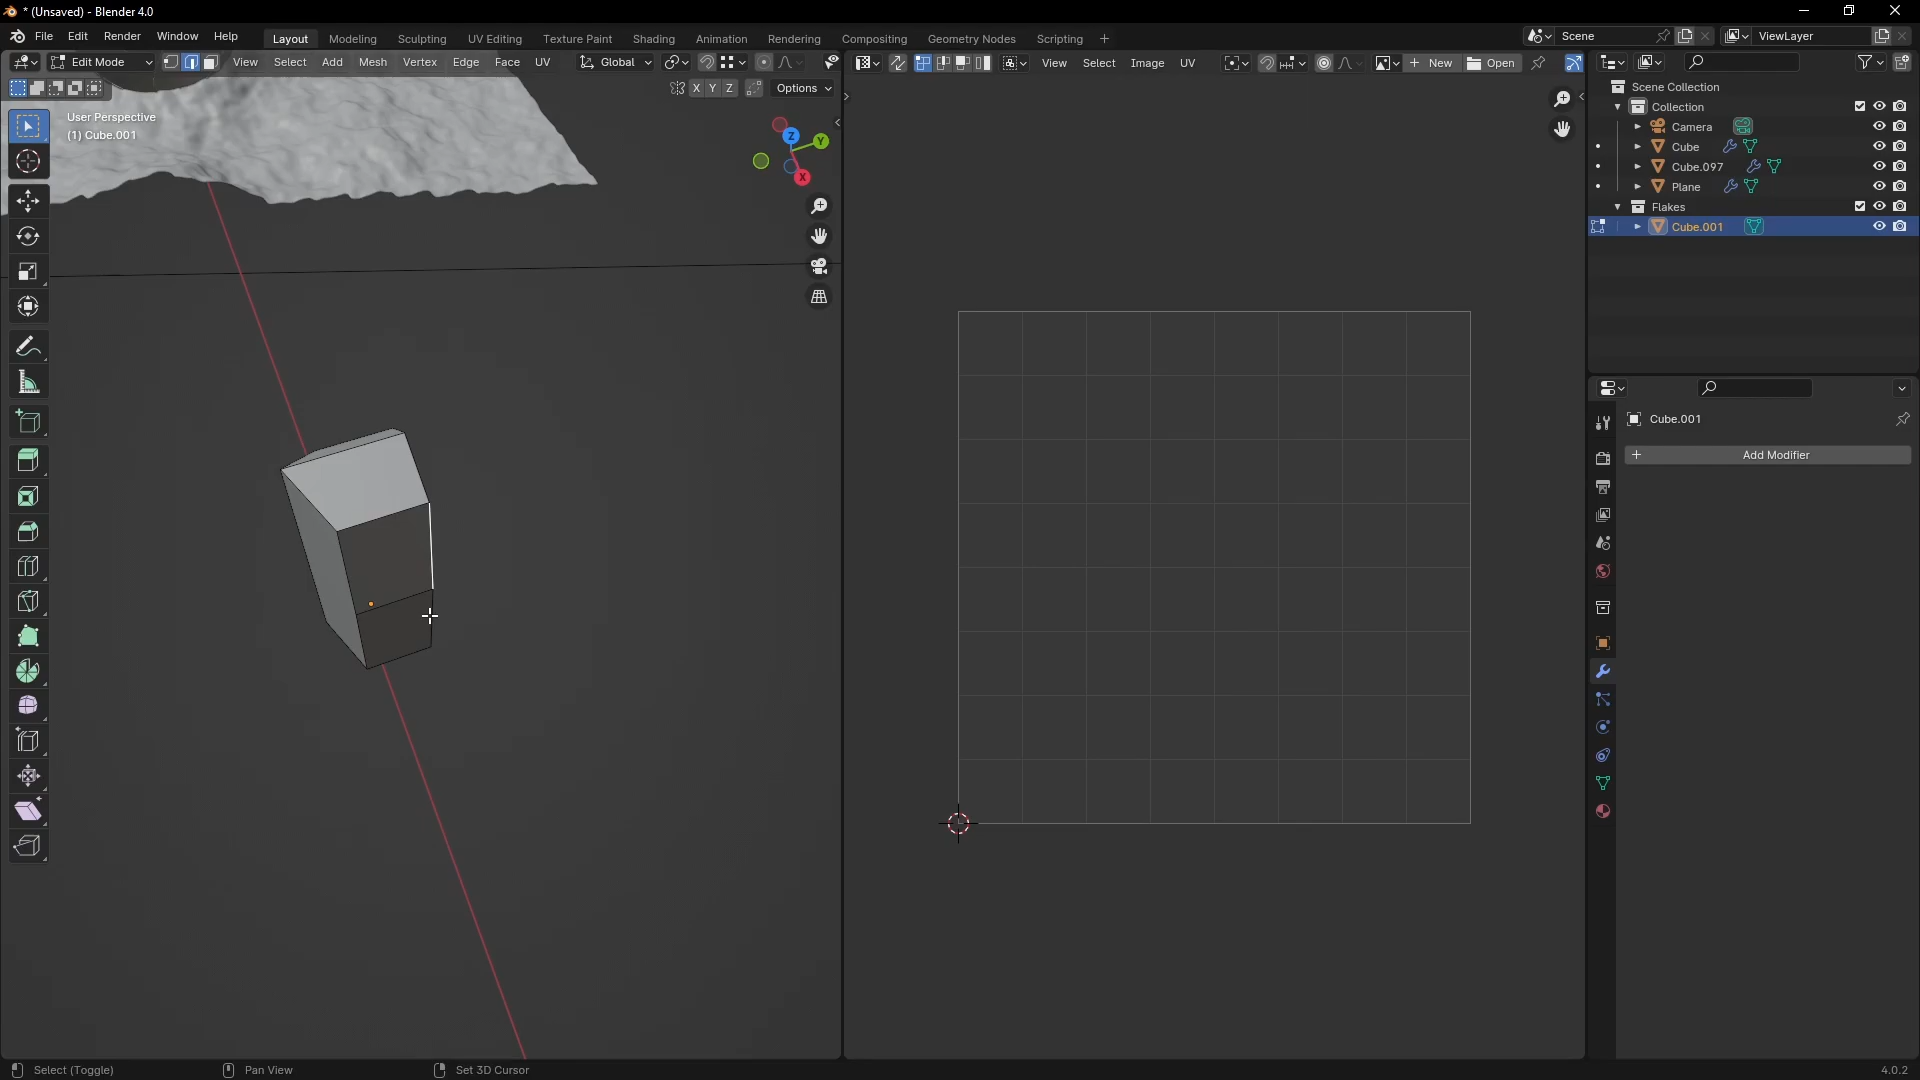 * (Unsaved) - Blender 4.0
File Edit Render Window Help Layout Modeling Sculpting UV Editing Texture Paint Shading Animation Rendering Compositing Geometry Nodes Scripting + Scene ViewLayer
Edit Mode View Select Add Mesh Vertex Edge Face UV Global View Select Image UV + New Open
X Y Z Options
User Perspective
(1) Cube.001
Z
Y
X
Scene Collection
Collection
Camera
Cube
Cube.097
Plane
Flakes
Cube.001
Cube.001
+ Add Modifier
Select (Toggle) Pan View Set 3D Cursor 4.0.2